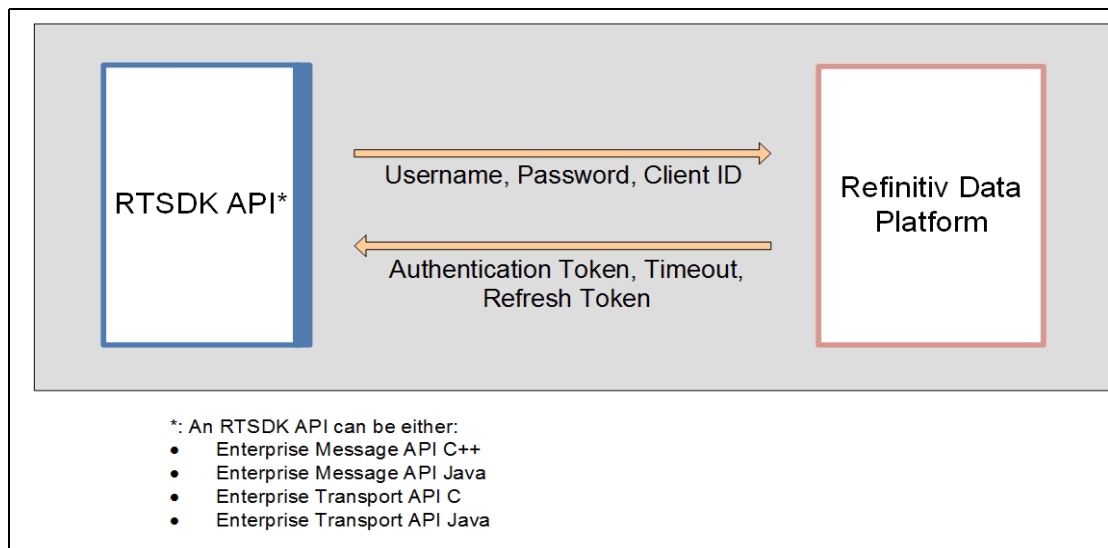 RTSDK API*
Username, Password, Client ID
Authentication Token, Timeout,
Refresh Token
Refinitiv Data
Platform
*: An RTSDK API can be either:
• Enterprise Message API C++
• Enterprise Message API Java
• Enterprise Transport API C
• Enterprise Transport API Java